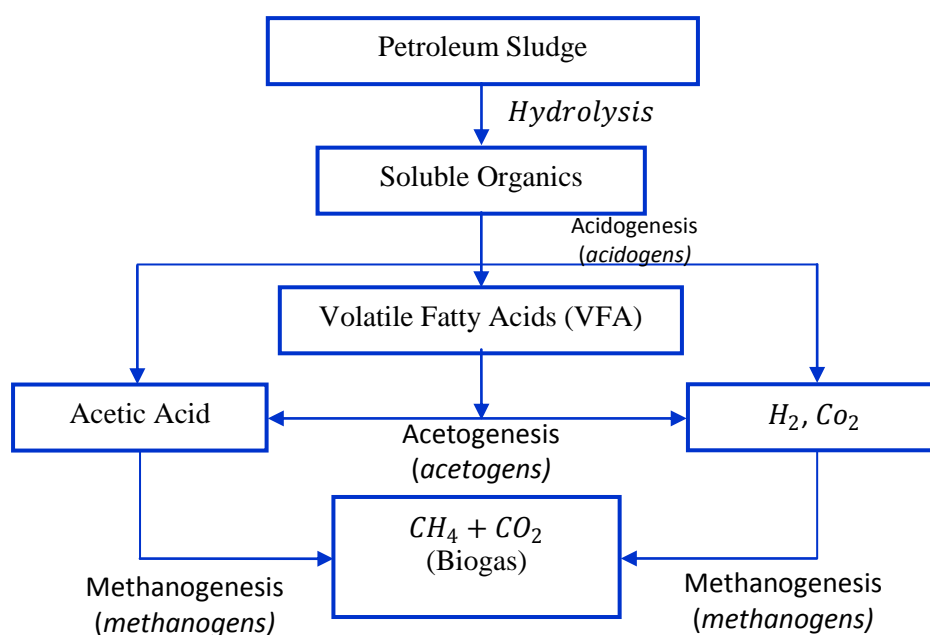 Petroleum Sludge
Hydrolysis
Soluble Organics
Acidogenesis
(acidogens)
Volatile Fatty Acids (VFA)
Acetic Acid
H₂, Co₂
Acetogenesis
(acetogens)
CH₄ + CO₂
(Biogas)
Methanogenesis
(methanogens)
Methanogenesis
(methanogens)